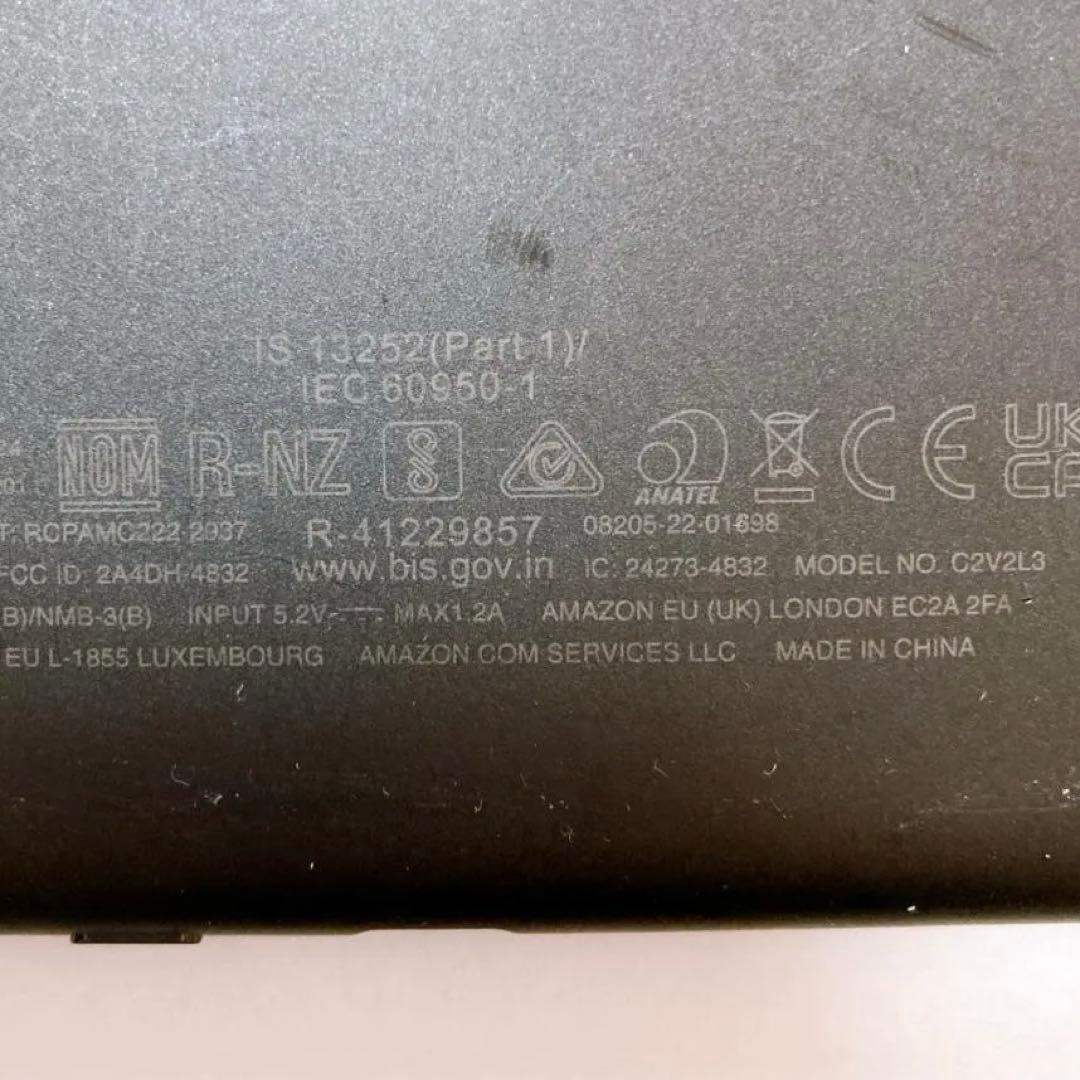 IS 13252(Part 1)/
IEC 60950-1
NOM R-NZ ANATEL CE UK
CA
RCPAMC222-2937 R-41229857 08205-22-01698
FCC ID: 2A4DH-4832 www.bis.gov.in IC: 24273-4832 MODEL NO. C2V2L3
B)/NMB-3(B) INPUT 5.2V MAX1.2A AMAZON EU (UK) LONDON EC2A 2FA
EU L-1855 LUXEMBOURG AMAZON COM SERVICES LLC MADE IN CHINA